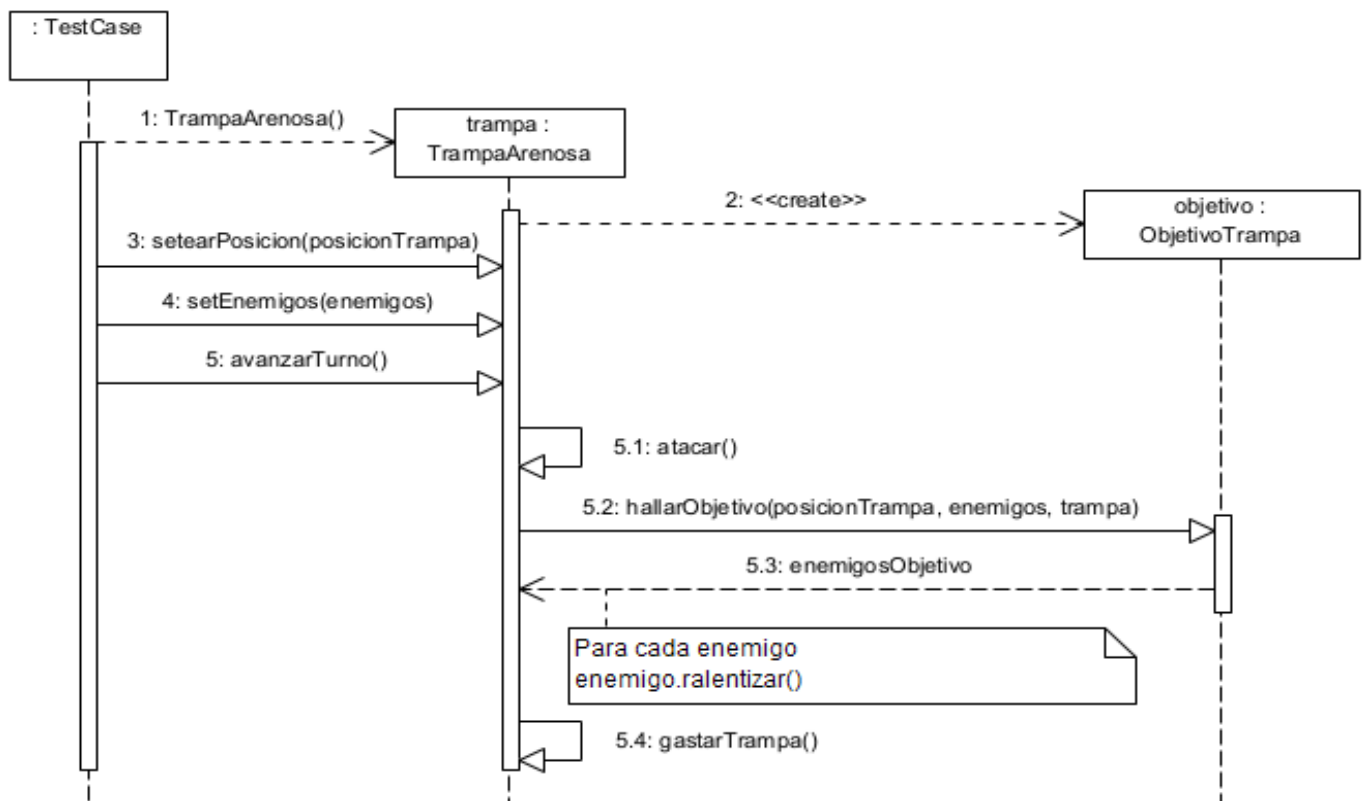 : TestCase
1: TrampaArenosa()
trampa :
TrampaArenosa
2: <<create>>
objetivo :
ObjetivoTrampa
3: setearPosicion(posicionTrampa)
4: setEnemigos(enemigos)
5: avanzarTurno()
5.1: atacar()
5.2: hallarObjetivo(posicionTrampa, enemigos, trampa)
5.3: enemigosObjetivo
Para cada enemigo
enemigo.ralentizar()
5.4: gastarTrampa()